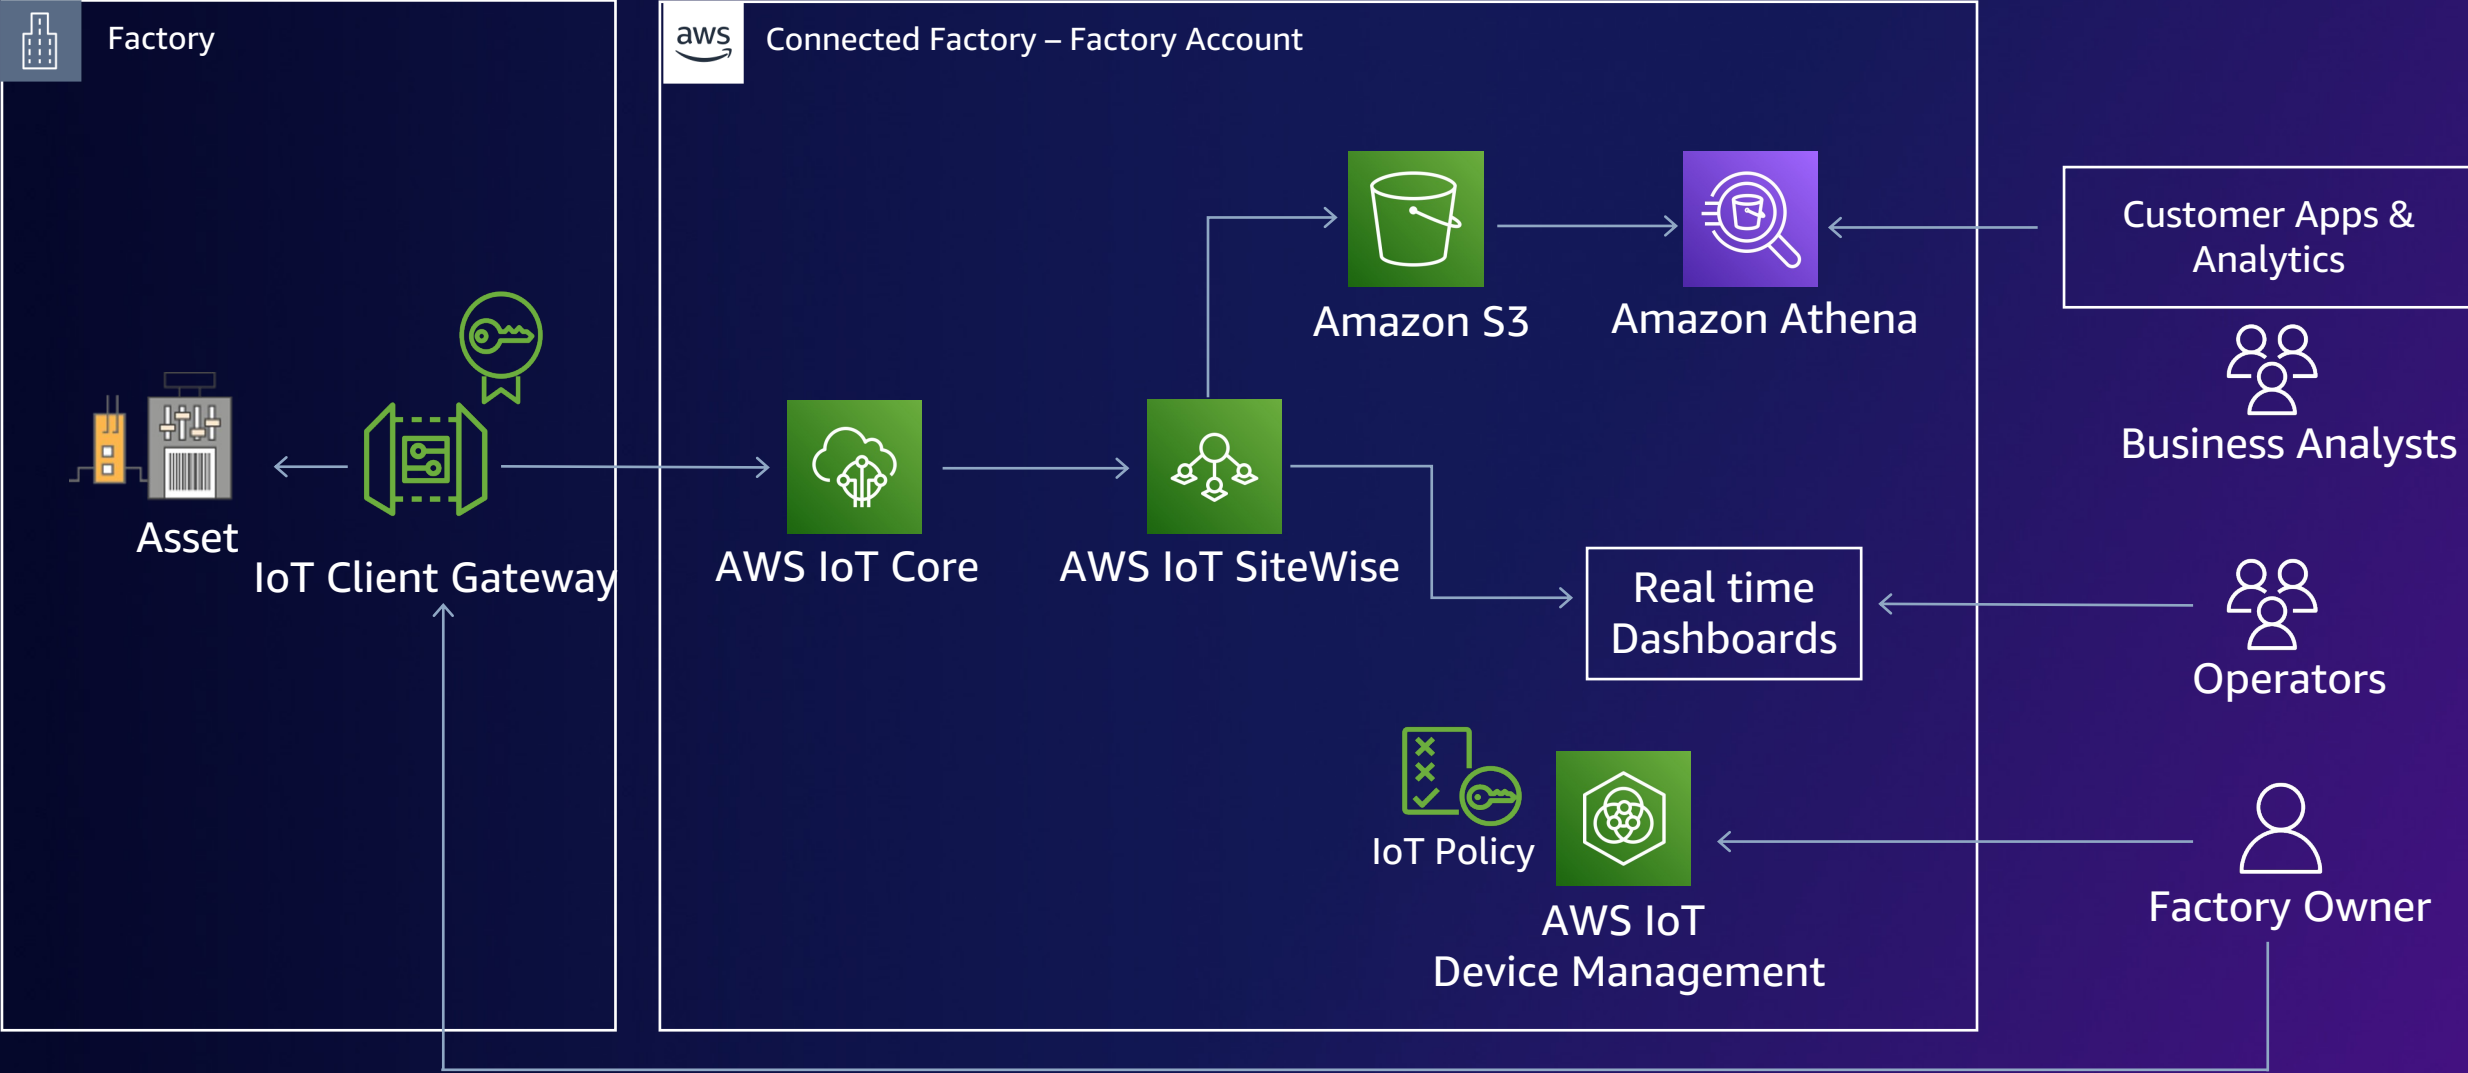 Factory
aws
Connected Factory – Factory Account
Customer Apps &
Analytics
Amazon S3
Amazon Athena
Business Analysts
Asset
IoT Client Gateway
AWS IoT Core
AWS IoT SiteWise
Real time
Dashboards
Operators
IoT Policy
AWS IoT
Device Management
Factory Owner